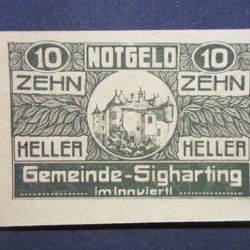 10 NOTGELD 10
ZEHN ZEHN
HELLER HELLER
Gemeinde-Sigharting
im Innviertl